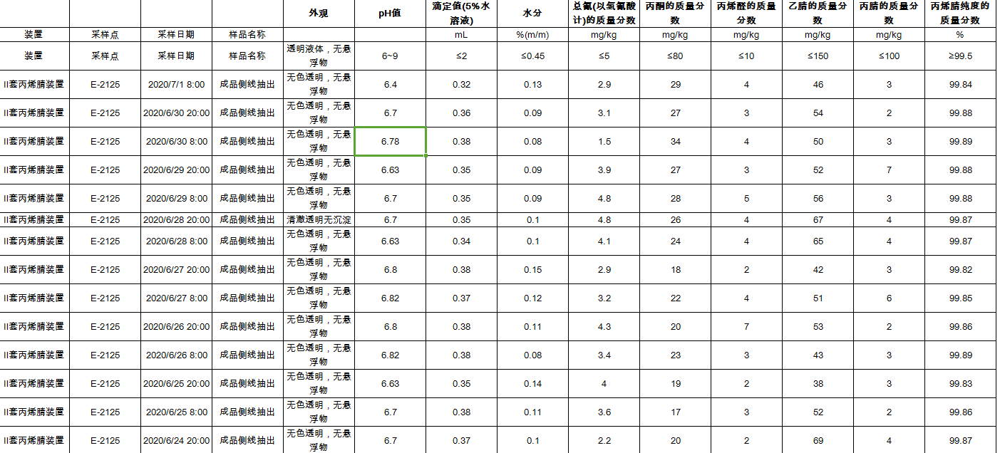 外观 pH值 滴定值(5%水溶液) 水分 总氰(以氢氰酸计)的质量分数 丙酮的质量分数 丙烯醛的质量分数 乙腈的质量分数 丙腈的质量分数 丙烯腈纯度的质量分数
装置 采样点 采样日期 样品名称 mL %(m/m) mg/kg mg/kg mg/kg mg/kg mg/kg %
装置 采样点 采样日期 样品名称 透明液体，无悬浮物 6~9 ≤2 ≤0.45 ≤5 ≤80 ≤10 ≤150 ≤100 ≥99.5
II套丙烯腈装置 E-2125 2020/7/1 8:00 成品侧线抽出 无色透明，无悬浮物 6.4 0.32 0.13 2.9 29 4 46 3 99.84
II套丙烯腈装置 E-2125 2020/6/30 20:00 成品侧线抽出 无色透明，无悬浮物 6.7 0.36 0.09 3.1 27 3 54 2 99.88
II套丙烯腈装置 E-2125 2020/6/30 8:00 成品侧线抽出 无色透明，无悬浮物 6.78 0.38 0.08 1.5 34 4 50 3 99.89
II套丙烯腈装置 E-2125 2020/6/29 20:00 成品侧线抽出 无色透明，无悬浮物 6.63 0.35 0.09 3.9 27 3 52 7 99.88
II套丙烯腈装置 E-2125 2020/6/29 8:00 成品侧线抽出 无色透明，无悬浮物 6.7 0.35 0.09 4.8 28 5 56 3 99.88
II套丙烯腈装置 E-2125 2020/6/28 20:00 成品侧线抽出 清澈透明无沉淀 6.7 0.35 0.1 4.8 26 4 67 4 99.87
II套丙烯腈装置 E-2125 2020/6/28 8:00 成品侧线抽出 无色透明，无悬浮物 6.63 0.34 0.1 4.1 24 4 65 4 99.87
II套丙烯腈装置 E-2125 2020/6/27 20:00 成品侧线抽出 无色透明，无悬浮物 6.8 0.38 0.15 2.9 18 2 42 3 99.82
II套丙烯腈装置 E-2125 2020/6/27 8:00 成品侧线抽出 无色透明，无悬浮物 6.82 0.37 0.12 3.2 22 4 51 6 99.85
II套丙烯腈装置 E-2125 2020/6/26 20:00 成品侧线抽出 无色透明，无悬浮物 6.8 0.38 0.11 4.3 20 7 53 2 99.86
II套丙烯腈装置 E-2125 2020/6/26 8:00 成品侧线抽出 无色透明，无悬浮物 6.82 0.38 0.08 3.4 23 3 43 3 99.89
II套丙烯腈装置 E-2125 2020/6/25 20:00 成品侧线抽出 无色透明，无悬浮物 6.63 0.35 0.14 4 19 2 38 3 99.83
II套丙烯腈装置 E-2125 2020/6/25 8:00 成品侧线抽出 无色透明，无悬浮物 6.7 0.38 0.11 3.6 17 3 52 2 99.86
II套丙烯腈装置 E-2125 2020/6/24 20:00 成品侧线抽出 无色透明，无悬浮物 6.7 0.37 0.1 2.2 20 2 69 4 99.87